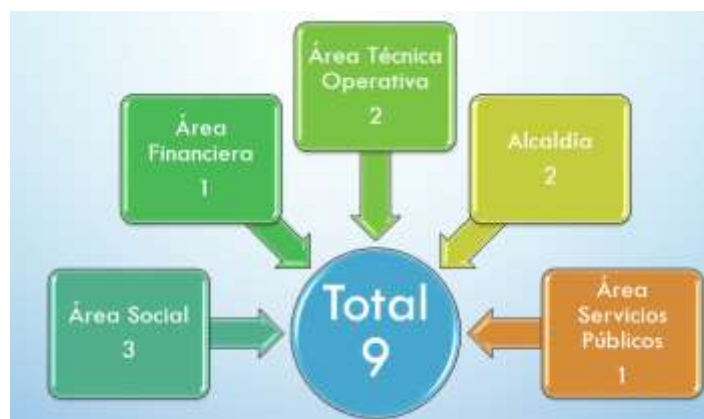 Área Social
3
Área
Financiera
1
Área Técnica
Operativa
2
Alcaldía
2
Área
Servicios
Públicos
1
Total
9